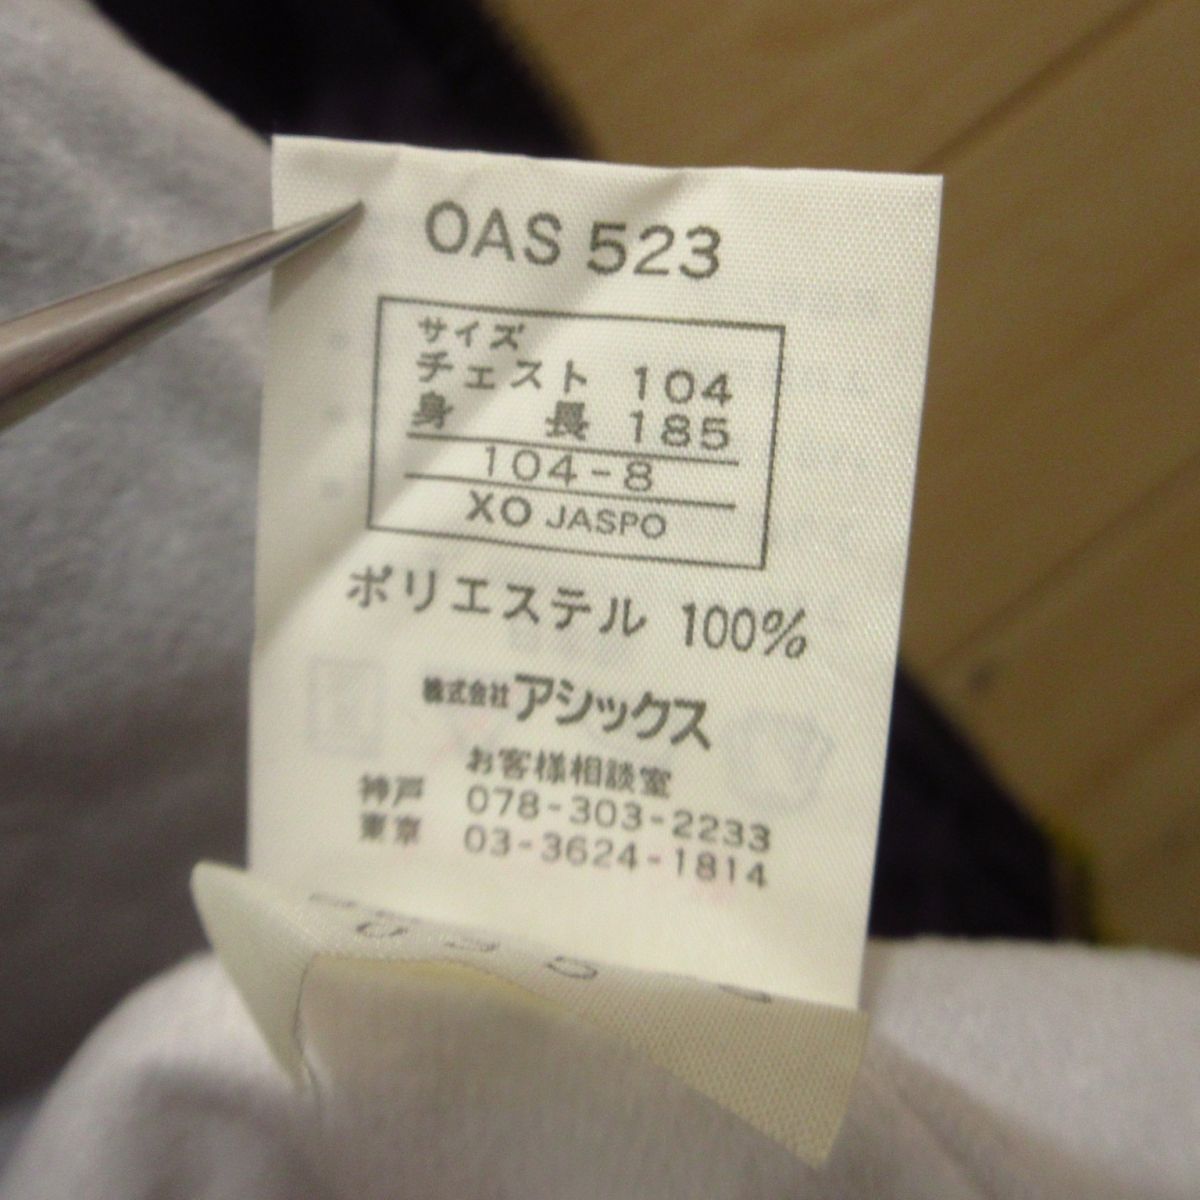 OAS 523
サイズ
チェスト 104
身長 185
104-8
XO JASPO
ポリエステル 100%
株式会社アシックス
お客様相談室
神戸 078-303-2233
東京 03-3624-1814